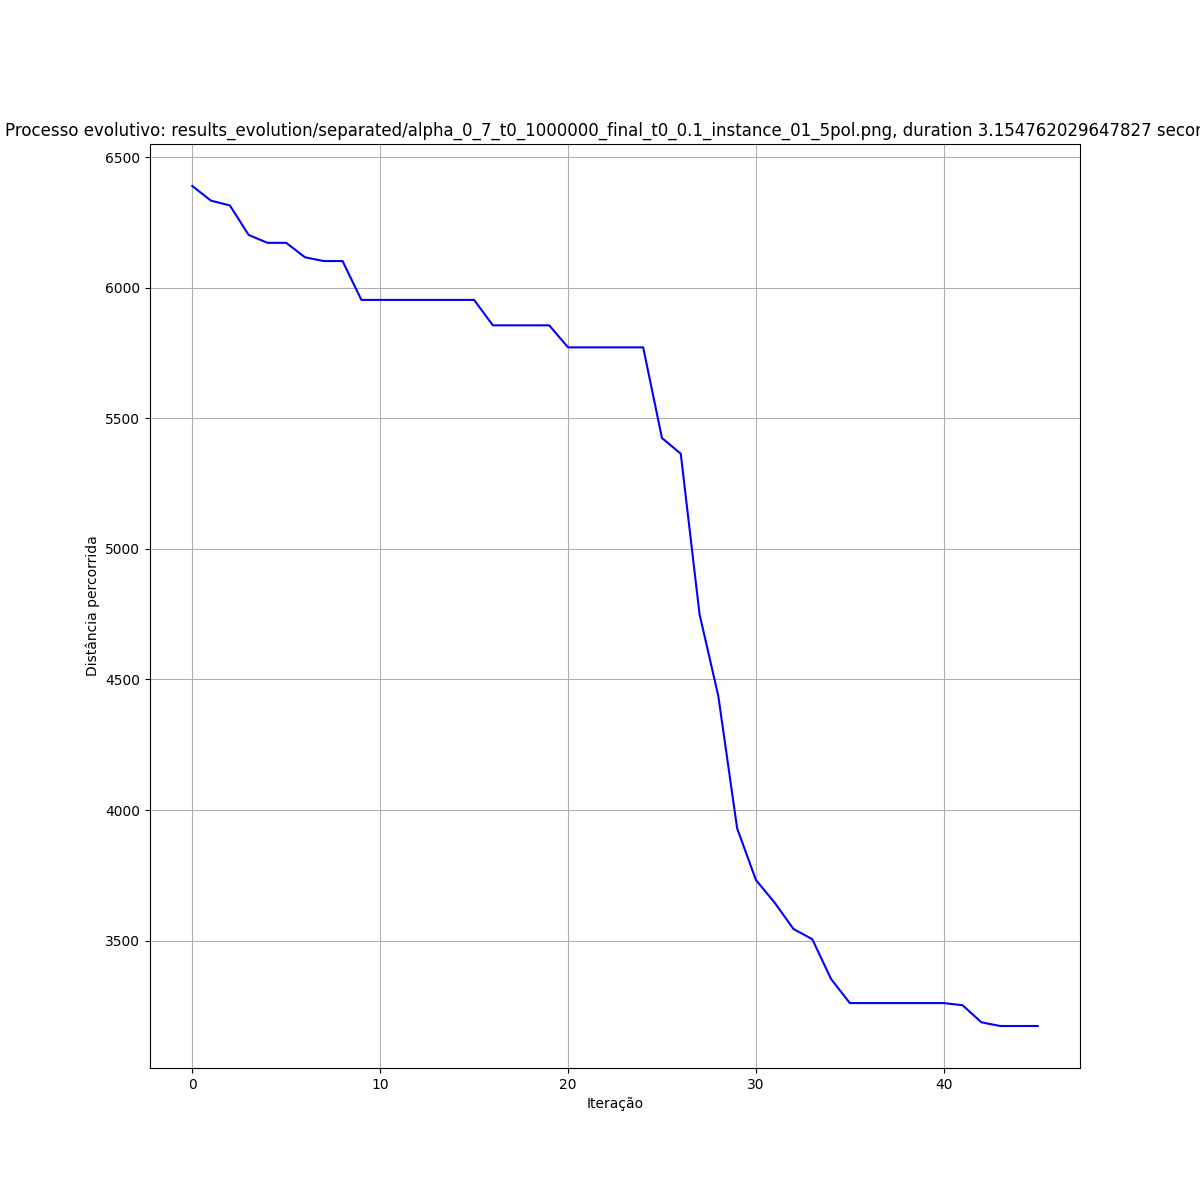 Processo evolutivo: results_evolution/separated/alpha_0_7_t0_1000000_final_t0_0.1_instance_01_5pol.png, duration 3.154762029647827
6500
6000
5500
5000
4500
4000
3500
Distância percorrida
0 10 20 30 40
Iteração